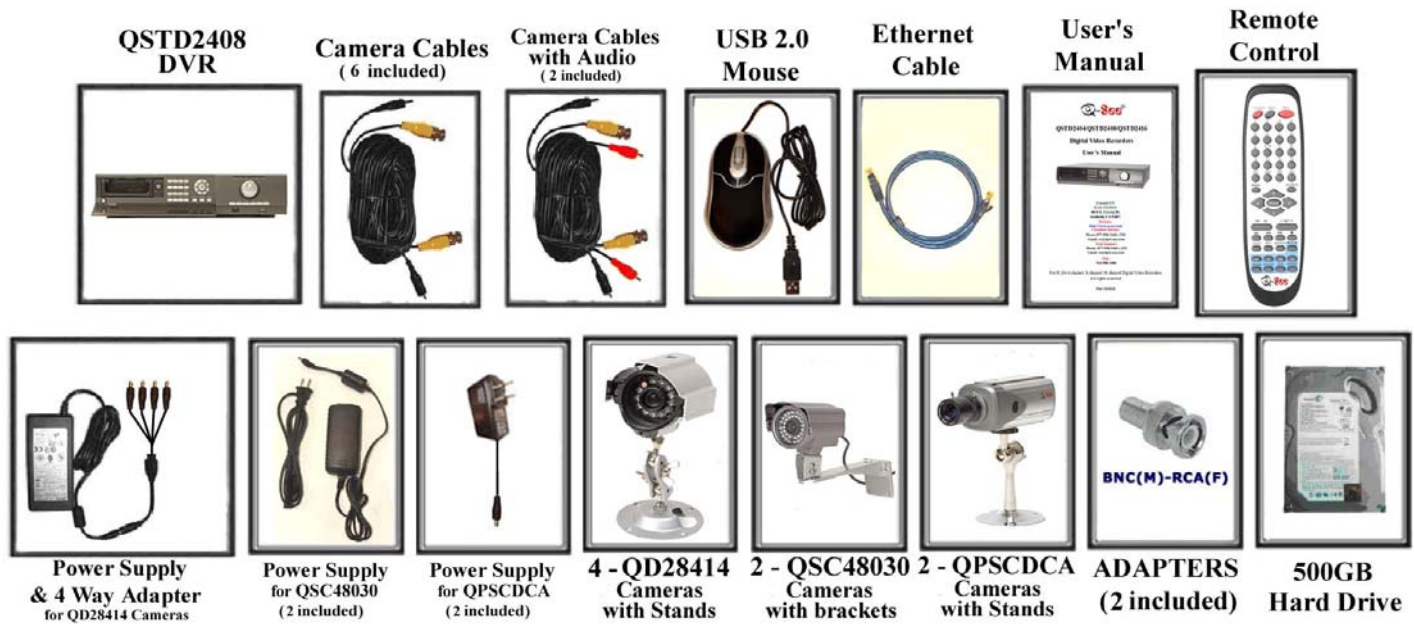 QSTD2408
DVR
Camera Cables
( 6 included)
Camera Cables
with Audio
( 2 included)
USB 2.0
Mouse
Ethernet
Cable
User's
Manual
Remote
Control
Q-See
QSTD2404/QSTD2408/QSTD2416
Digital Video Recorders
User's Manual
Q-See
BNC(M)-RCA(F)
Power Supply
& 4 Way Adapter
for QD28414 Cameras
Power Supply
for QSC48030
(2 included)
Power Supply
for QPSCDCA
(2 included)
4 - QD28414
Cameras
with Stands
2 - QSC48030
Cameras
with brackets
2 - QPSCDCA
Cameras
with Stands
ADAPTERS
(2 included)
500GB
Hard Drive